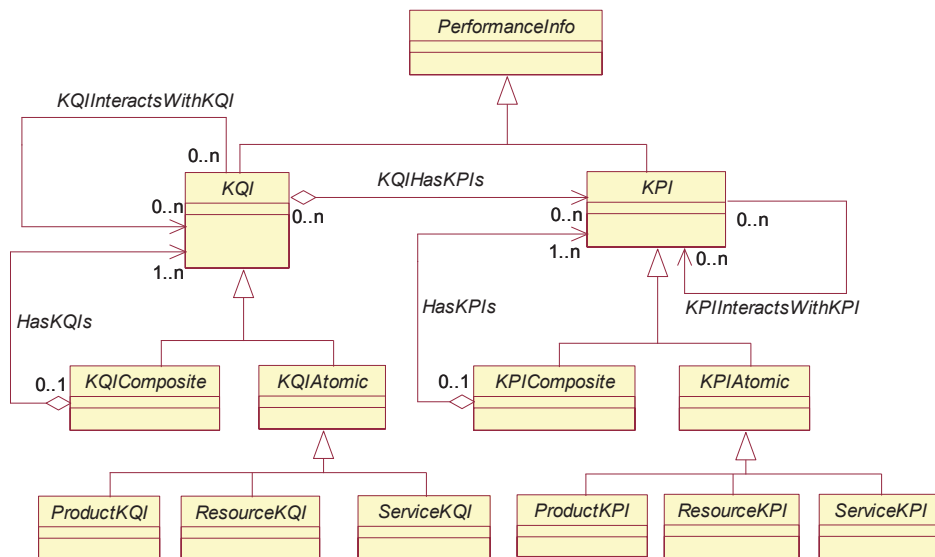 PerformanceInfo
KQIInteractsWithKQI
0..n
KQI
KQIHasKPIs
KPI
0..n
0..n
0..n
0..n
1..n
1..n
0..n
0..n
HasKQIs
HasKPIs
KPIInteractsWithKPI
0..1
KQIComposite
KQIAtomic
0..1
KPIComposite
KPIAtomic
ProductKQI
ResourceKQI
ServiceKQI
ProductKPI
ResourceKPI
ServiceKPI